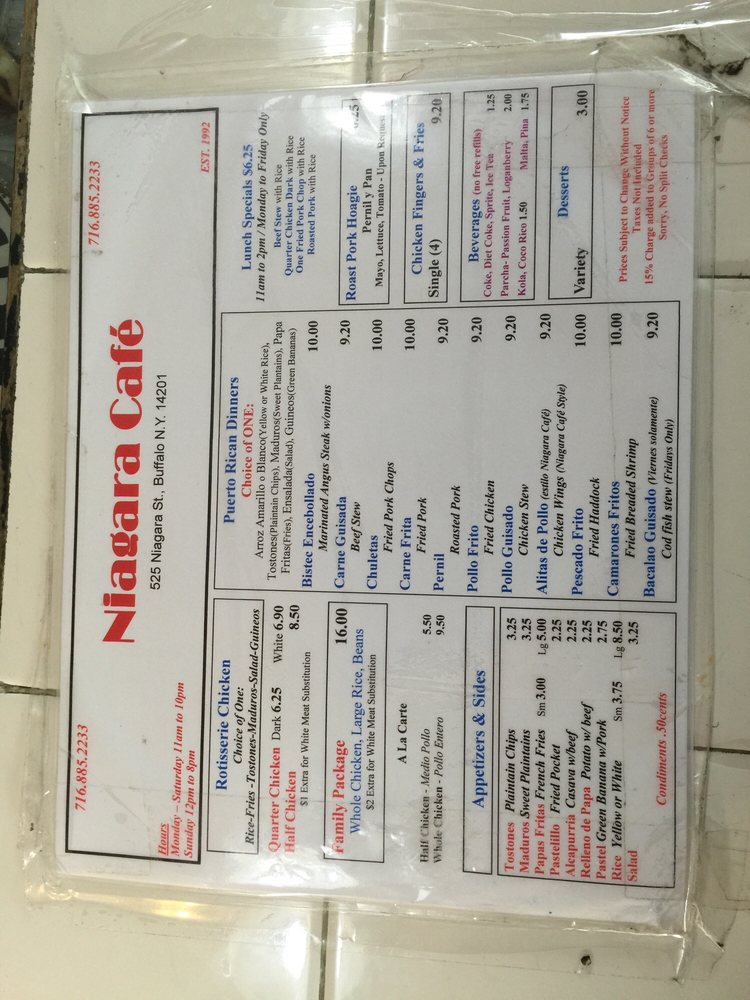 716.885.2233
716.885.2233
Niagara Café
525 Niagara St., Buffalo N.Y. 14201
Hours
Monday - Saturday 11am to 10pm
Sunday 12pm to 8pm
EST. 1992
Rotisserie Chicken
Choice of One:
Rice-Fries -Tostones-Maduros-Salad-Guineos
Quarter Chicken Dark 6.25 White 6.90
Half Chicken 8.50
$1 Extra for White Meat Substitution
Family Package 16.00
Whole Chicken, Large Rice, Beans
$2 Extra for White Meat Substitution
A La Carte
Half Chicken - Medio Pollo 5.50
Whole Chicken - Pollo Entero 9.50
Appetizers & Sides
Tostones Plaintain Chips 3.25
Maduros Sweet Plaintains 3.25
Papas Fritas French Fries Sm 3.00 Lg 5.00
Pastelillo Fried Pocket 2.25
Alcapurria Casava w/beef 2.25
Relleno de Papa Potato w/ beef 2.25
Pastel Green Banana w/Pork 2.75
Rice Yellow or White Sm 3.75 Lg 8.50
Salad 3.25
Condiments .50cents
Puerto Rican Dinners
Choice of ONE:
Arroz Amarillo o Blanco(Yellow or White Rice),
Tostones(Plaintain Chips), Maduros(Sweet Plantains), Papa
Fritas(Fries), Ensalada(Salad), Guineos(Green Bananas)
Bistec Encebollado 10.00
Marinated Angus Steak w/onions
Carne Guisada 9.20
Beef Stew
Chuletas 10.00
Fried Pork Chops
Carne Frita 10.00
Fried Pork
Pernil 9.20
Roasted Pork
Pollo Frito 9.20
Fried Chicken
Pollo Guisado 9.20
Chicken Stew
Alitas de Pollo (estilo Niagara Café) 9.20
Chicken Wings (Niagara Café Style)
Pescado Frito 10.00
Fried Haddock
Camarones Fritos 10.00
Fried Breaded Shrimp
Bacalao Guisado (Viernes solamente) 9.20
Cod fish stew (Fridays Only)
Lunch Specials $6.25
11am to 2pm / Monday to Friday Only
Beef Stew with Rice
Quarter Chicken Dark with Rice
One Fried Pork Chop with Rice
Roasted Pork with Rice
Roast Pork Hoagie
Pernil y Pan
Mayo, Lettuce, Tomato - Upon Request
Chicken Fingers & Fries
Single (4) 9.20
Beverages (no free refills)
Coke, Diet Coke, Sprite, Ice Tea 1.25
Parcha- Passion Fruit, Loganberry 2.00
Kola, Coco Rico 1.50 Malta, Pina 1.75
Desserts
Variety 3.00
Prices Subject to Change Without Notice
Taxes Not Included
15% Charge added to Groups of 6 or more
Sorry, No Split Checks